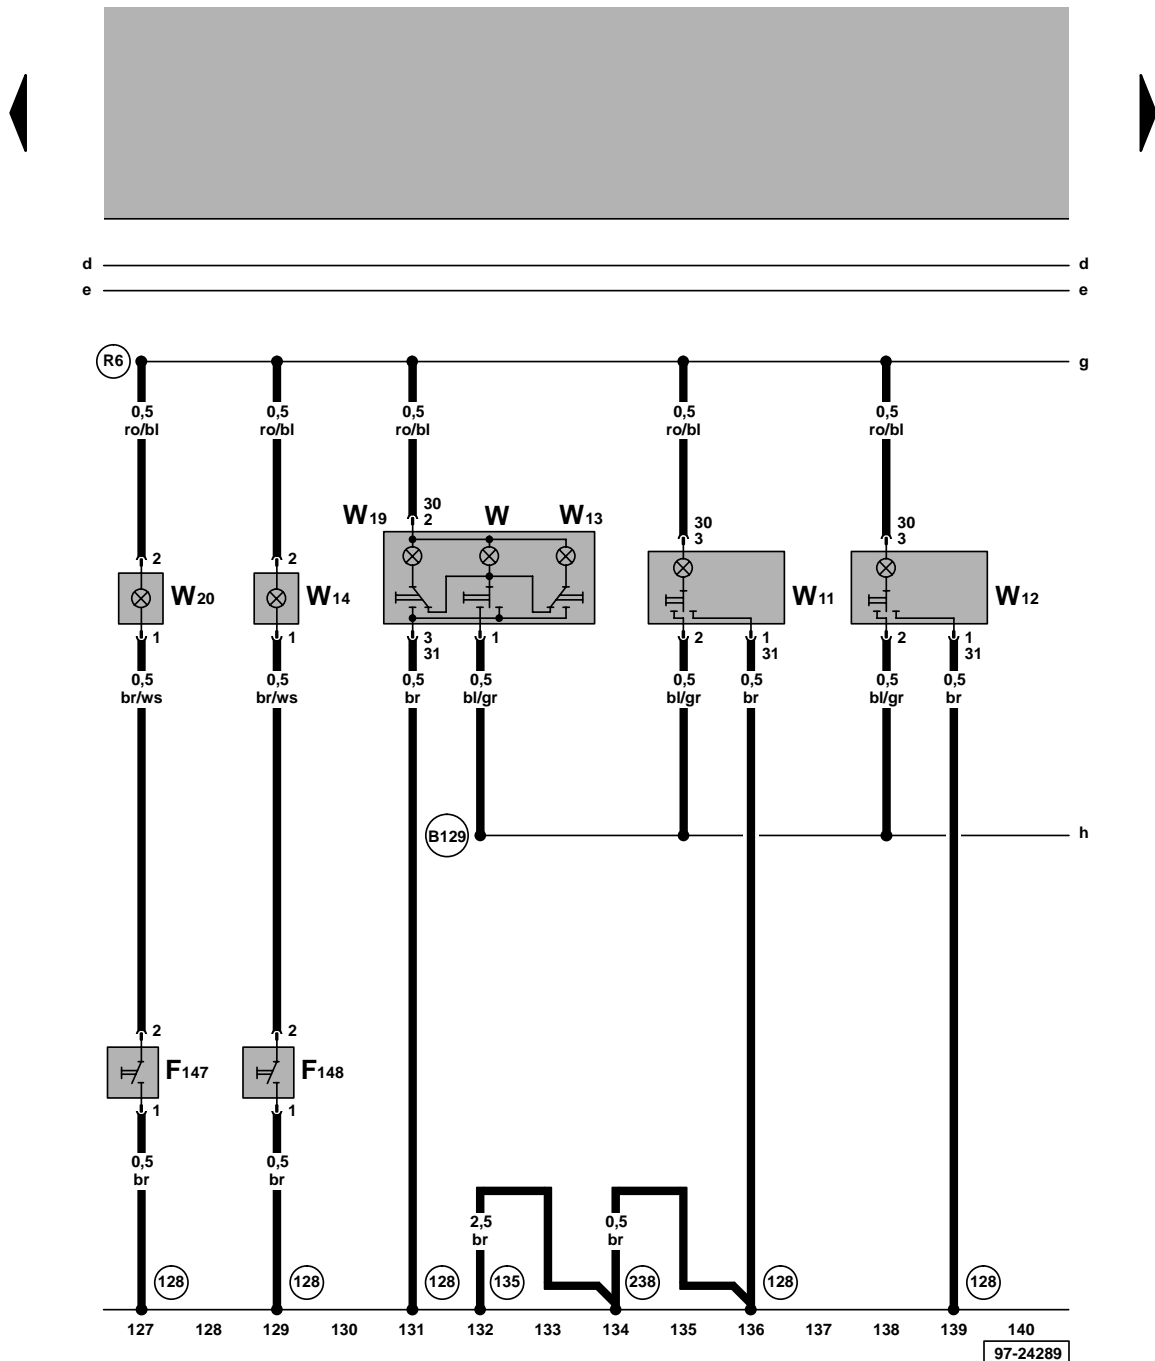 d d
e e
R6 g
0,5 0,5 0,5 0,5 0,5
ro/bl ro/bl ro/bl ro/bl ro/bl
W19 30 W W13 30 30
2 3 3
2 2
W20 W14 W11 W12
1 1 3 1 2 1 2 1
31 31 31
0,5 0,5 0,5 0,5 0,5 0,5 0,5 0,5
br/ws br/ws br bl/gr bl/gr br bl/gr br
B129 h
2 2
F147 F148
1 1
0,5 0,5
br br
2,5 0,5
br br
128 128 128 135 238 128 128
127 128 129 130 131 132 133 134 135 136 137 138 139 140
97-24289